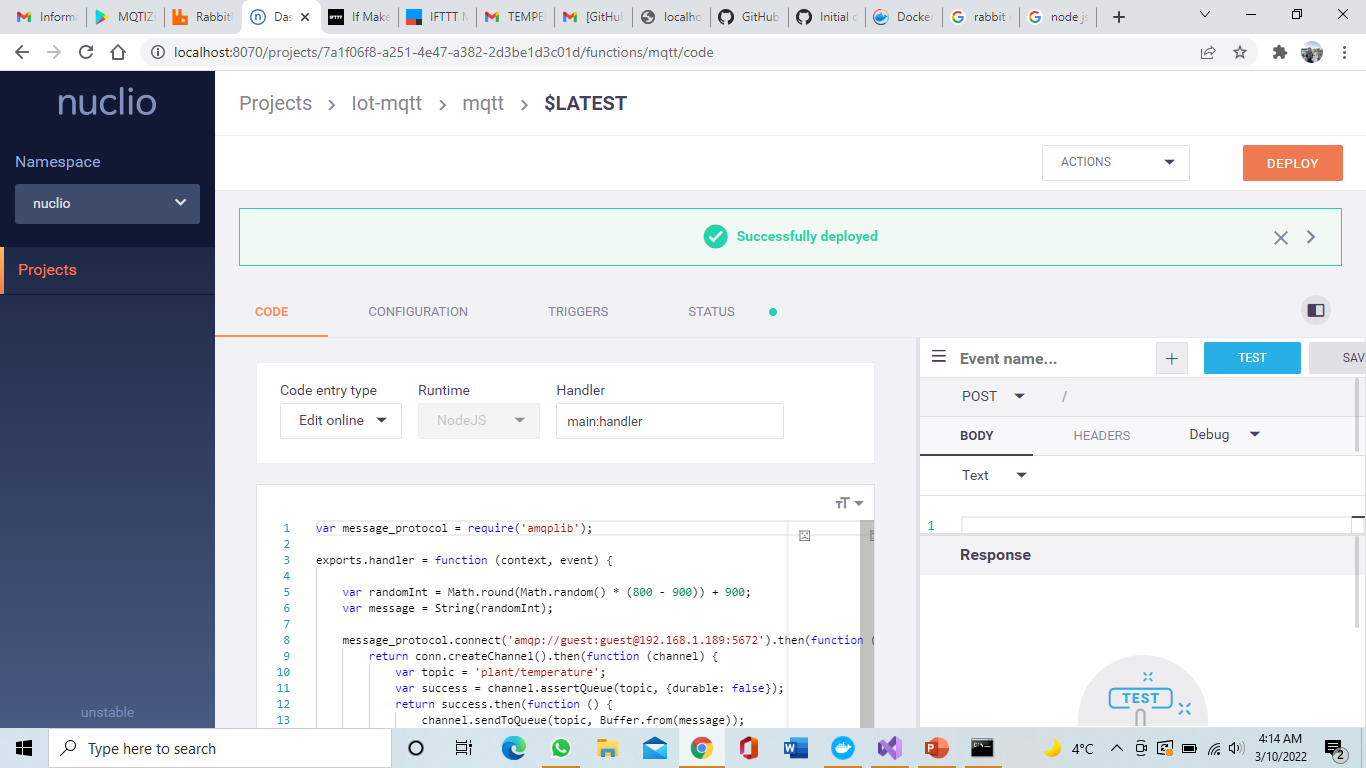 Informa
MQTIZ
Rabbit
Das
If Make
IFTTT M
TEMPE
[GitHub
localho
GitHub
Initial c
Docker
rabbit
node js
localhost:8070/projects/7a1f06f8-a251-4e47-a382-2d3be1d3c01d/functions/mqtt/code
nuclio
Namespace
nuclio
Projects
unstable
Projects > Iot-mqtt > mqtt > $LATEST
ACTIONS
DEPLOY
Successfully deployed
CODE CONFIGURATION TRIGGERS STATUS
Code entry type Runtime Handler
Edit online NodeJS main:handler
1 var message_protocol = require('amqplib');
2
3 exports.handler = function (context, event) {
4
5 var randomInt = Math.round(Math.random() * (800 - 900)) + 900;
6 var message = String(randomInt);
7
8 message_protocol.connect('amqp://guest:guest@192.168.1.189:5672').then(function (
9 return conn.createChannel().then(function (channel) {
10 var topic = 'plant/temperature';
11 var success = channel.assertQueue(topic, {durable: false});
12 return success.then(function () {
13 channel.sendToQueue(topic, Buffer.from(message));
Event name...
TEST
SAV
POST /
BODY HEADERS Debug
Text
1
Response
TEST
Type here to search
4°C
4:14 AM
3/10/2022
2